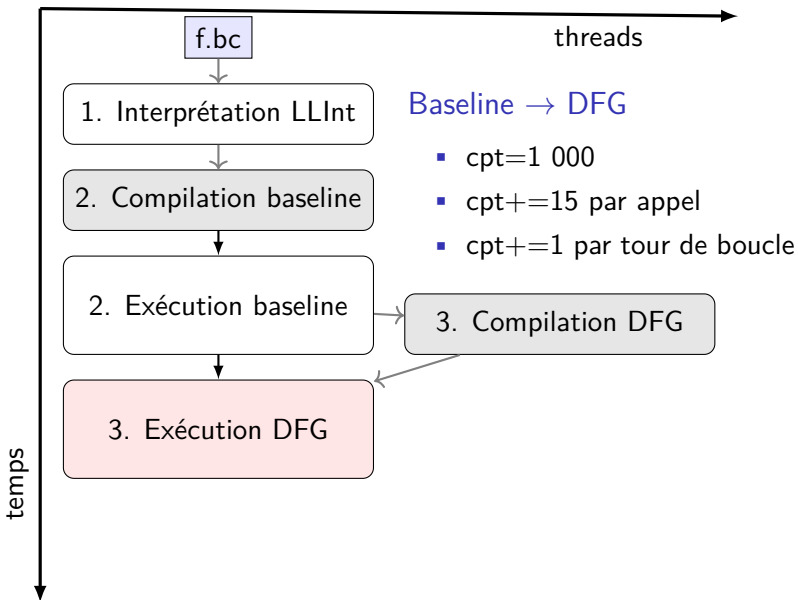 threads
f.bc
1. Interprétation LLInt
Baseline → DFG
cpt=1 000
2. Compilation baseline
cpt+=15 par appel
cpt+=1 par tour de boucle
2. Exécution baseline
3. Compilation DFG
3. Exécution DFG
temps